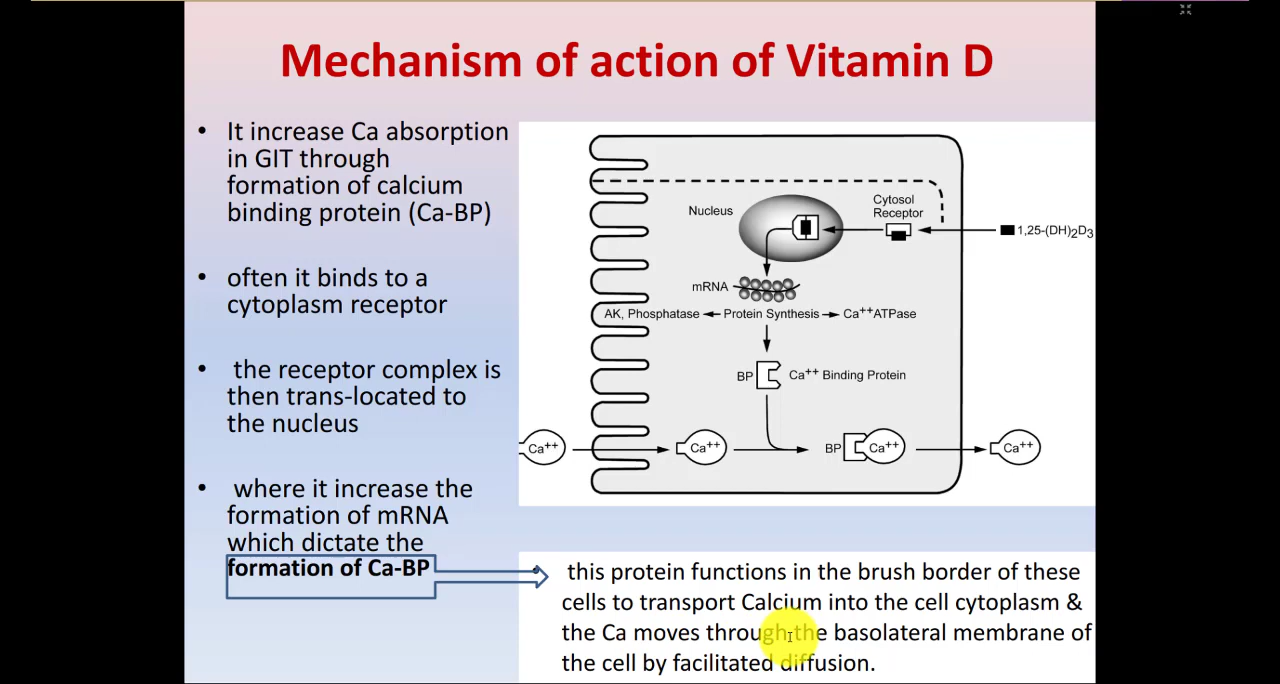 Mechanism of action of Vitamin D
• It increase Ca absorption
in GIT through
formation of calcium
binding protein (Ca-BP)
• often it binds to a
cytoplasm receptor
• the receptor complex is
then trans-located to
the nucleus
• where it increase the
formation of mRNA
which dictate the
formation of Ca-BP
Nucleus
Cytosol
Receptor
1,25-(DH)2D3
mRNA
AK, Phosphatase
Protein Synthesis
Ca++ATPase
BP
Ca++ Binding Protein
Ca++
Ca++
BP
Ca++
Ca++
• this protein functions in the brush border of these
cells to transport Calcium into the cell cytoplasm &
the Ca moves through the basolateral membrane of
the cell by facilitated diffusion.